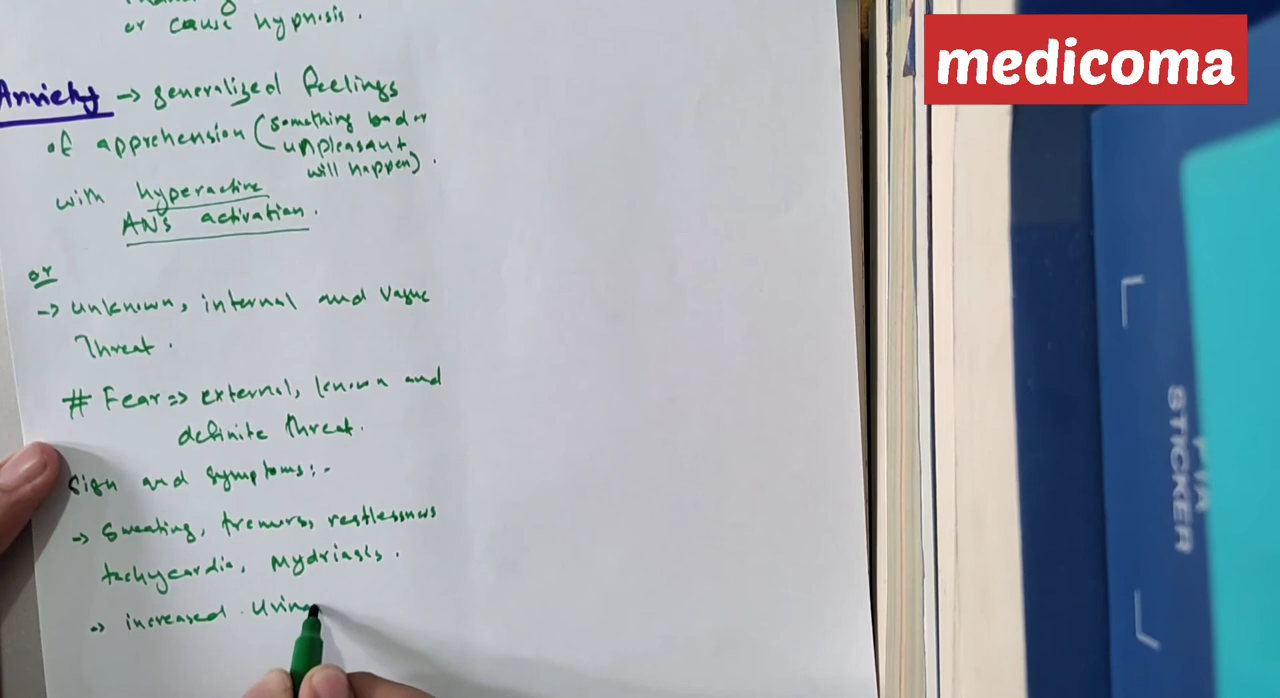 or cause hypnosis.
medicoma
Anxiety → generalized feelings
of apprehension (something bad or
unpleasant
will happen).
with hyperactive
ANS activation.
or
→ unknown, internal and vague
Threat.
# Fear => external, known and
definite threat.
Sign and symptoms:-
→ Sweating, tremors, restlessness
tachycardia, Mydriasis.
→ increased urin
STICKER